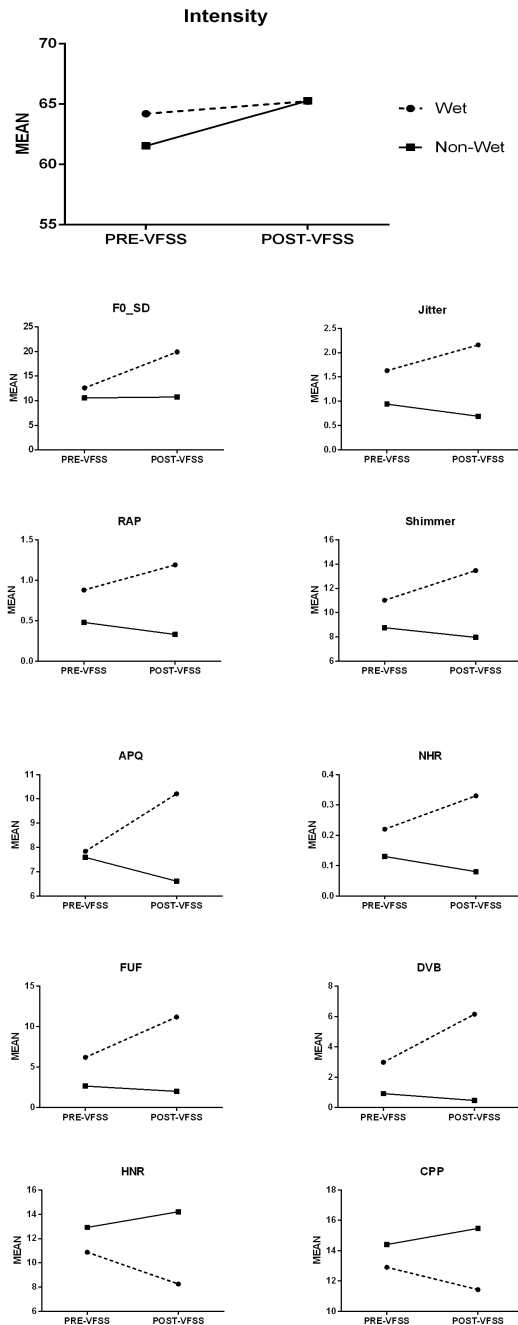 Intensity
70
65
60
55
MEAN
PRE-VFSS POST-VFSS
Wet
Non-Wet
F0_SD
25
20
15
10
5
0
MEAN
PRE-VFSS POST-VFSS
Jitter
2.5
2.0
1.5
1.0
0.5
0.0
MEAN
PRE-VFSS POST-VFSS
RAP
1.5
1.0
0.5
0.0
MEAN
PRE-VFSS POST-VFSS
Shimmer
16
14
12
10
8
6
MEAN
PRE-VFSS POST-VFSS
APQ
11
10
9
8
7
6
MEAN
PRE-VFSS POST-VFSS
NHR
0.4
0.3
0.2
0.1
0.0
MEAN
PRE-VFSS POST-VFSS
FUF
15
10
5
0
MEAN
PRE-VFSS POST-VFSS
DVB
8
6
4
2
0
MEAN
PRE-VFSS POST-VFSS
HNR
16
14
12
10
8
6
MEAN
PRE-VFSS POST-VFSS
CPP
18
16
14
12
10
MEAN
PRE-VFSS POST-VFSS